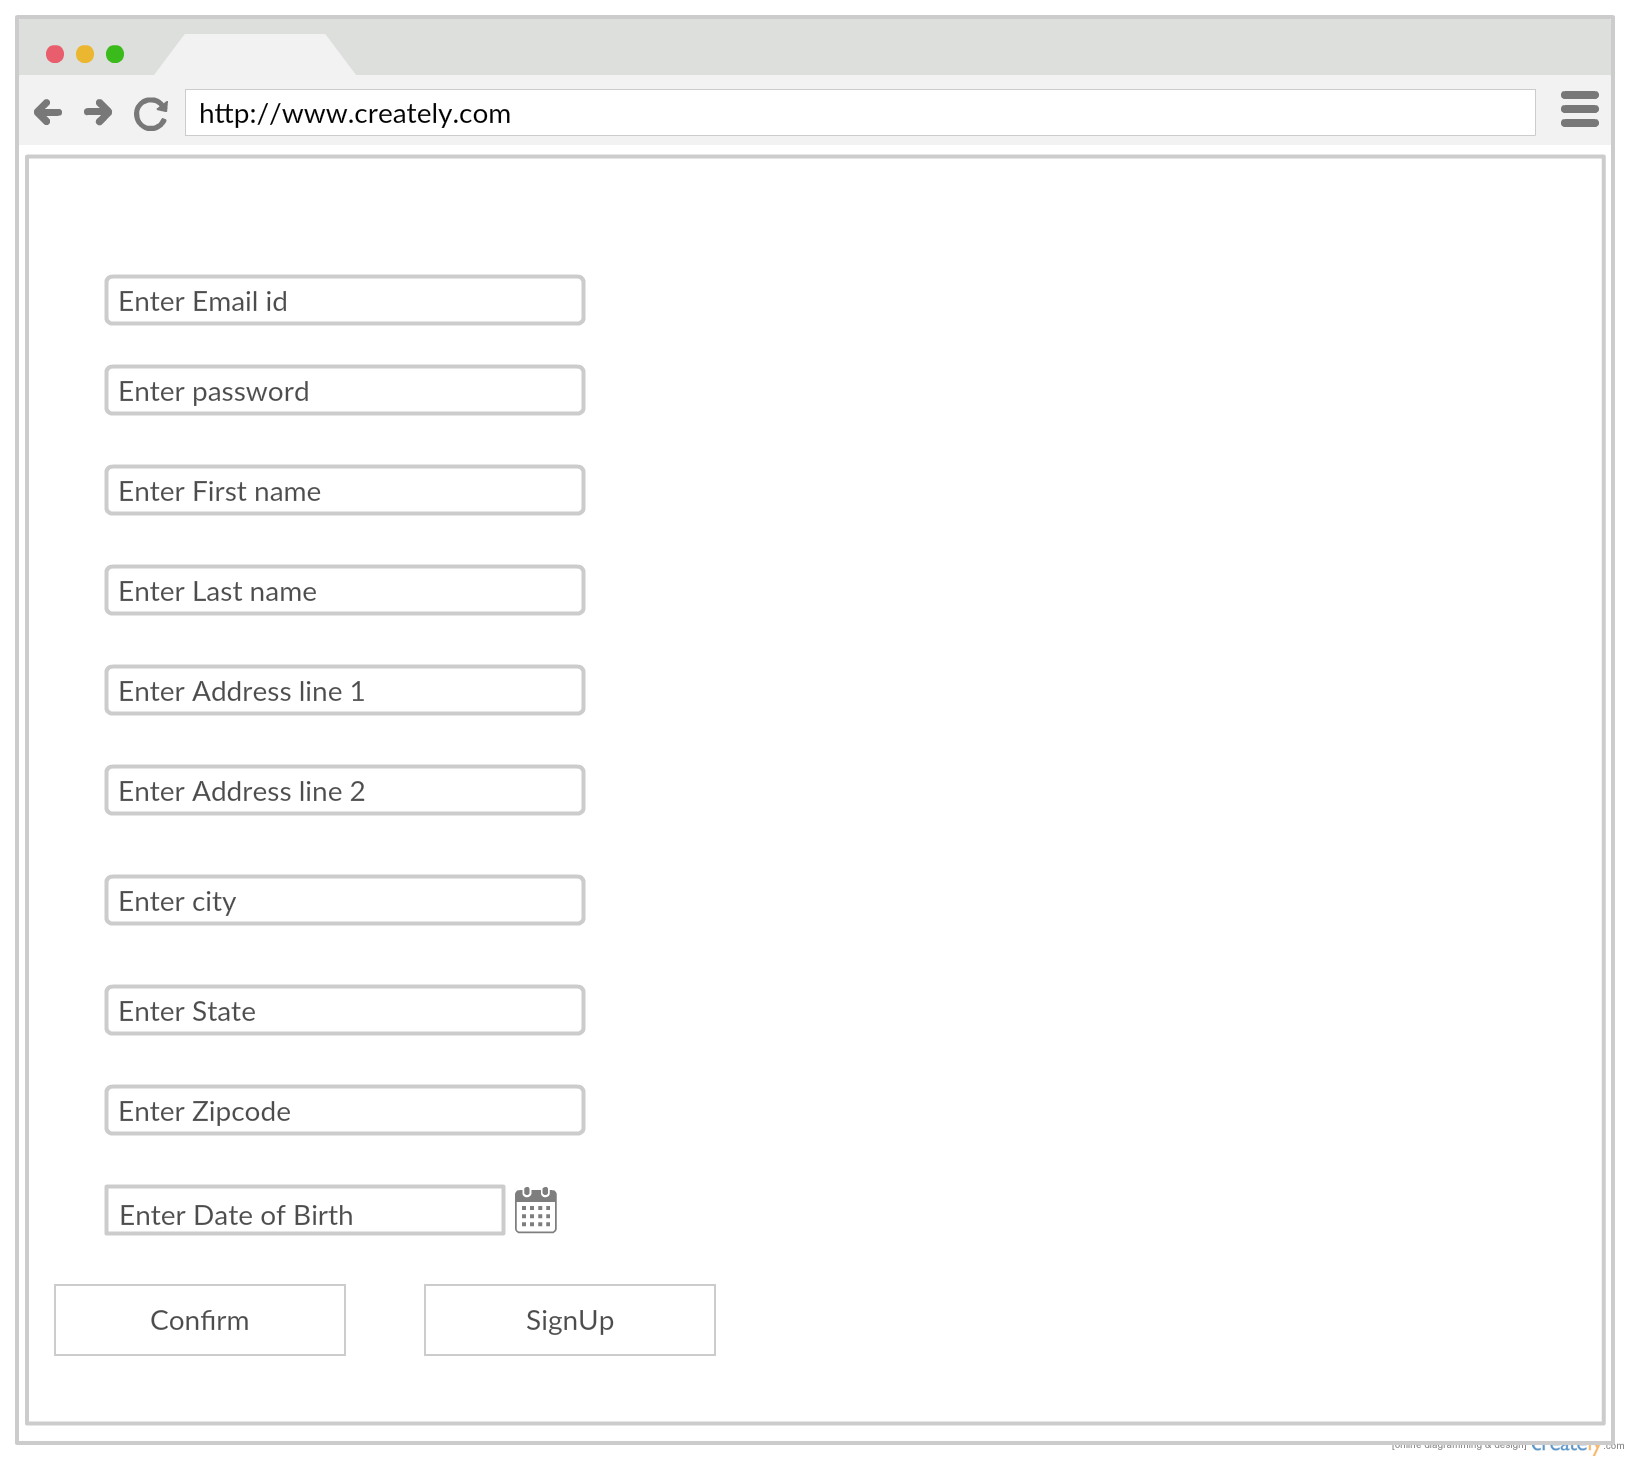 http://www.creately.com
Enter Email id
Enter password
Enter First name
Enter Last name
Enter Address line 1
Enter Address line 2
Enter city
Enter State
Enter Zipcode
Enter Date of Birth
Confirm
SignUp
[online diagramming & design] creately.com